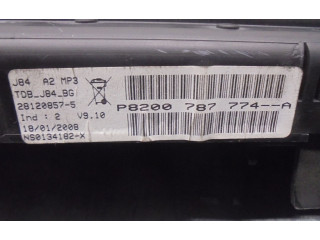 J84 A2 MP3
TDB_J84_BG
28120857-5
Ind : 2 V9.10
18/01/2008
NS0134182-X
P8200 787 774--A